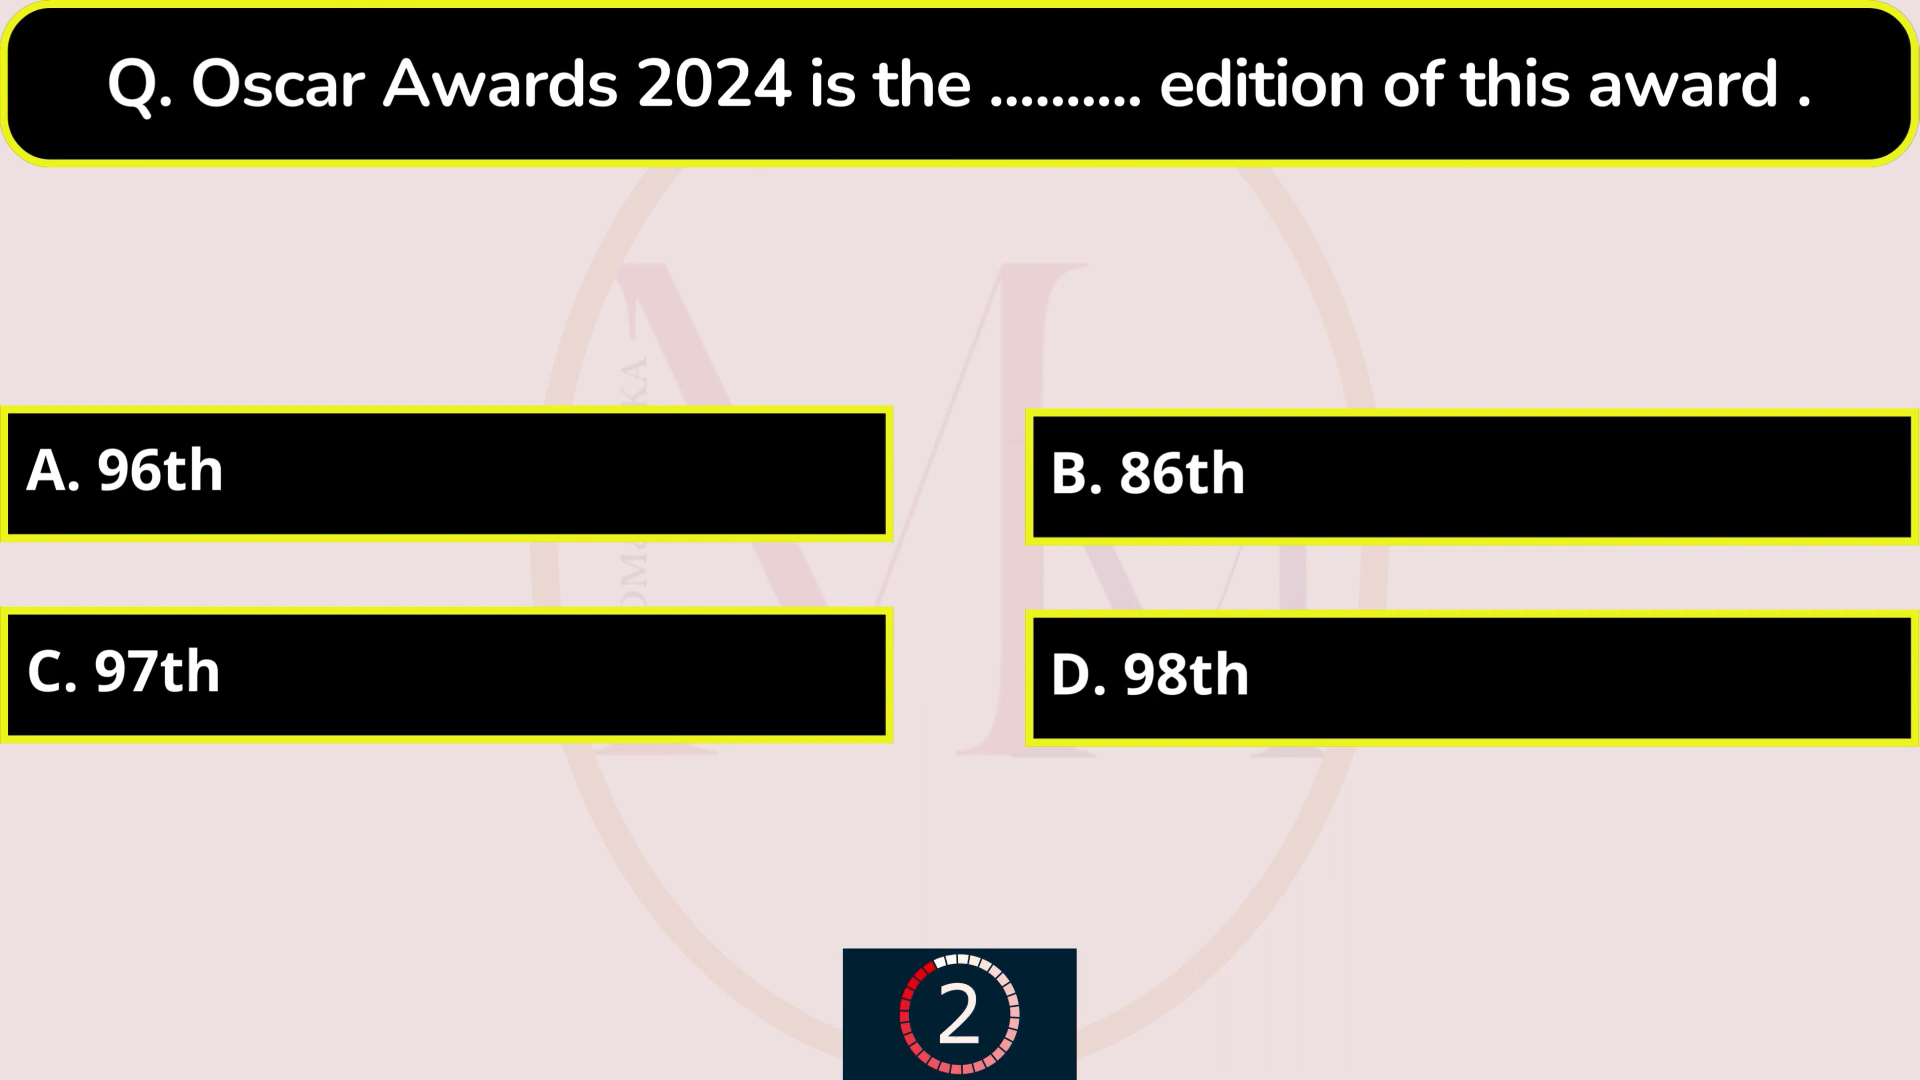 Q. Oscar Awards 2024 is the .......... edition of this award .
A. 96th
B. 86th
C. 97th
D. 98th
2